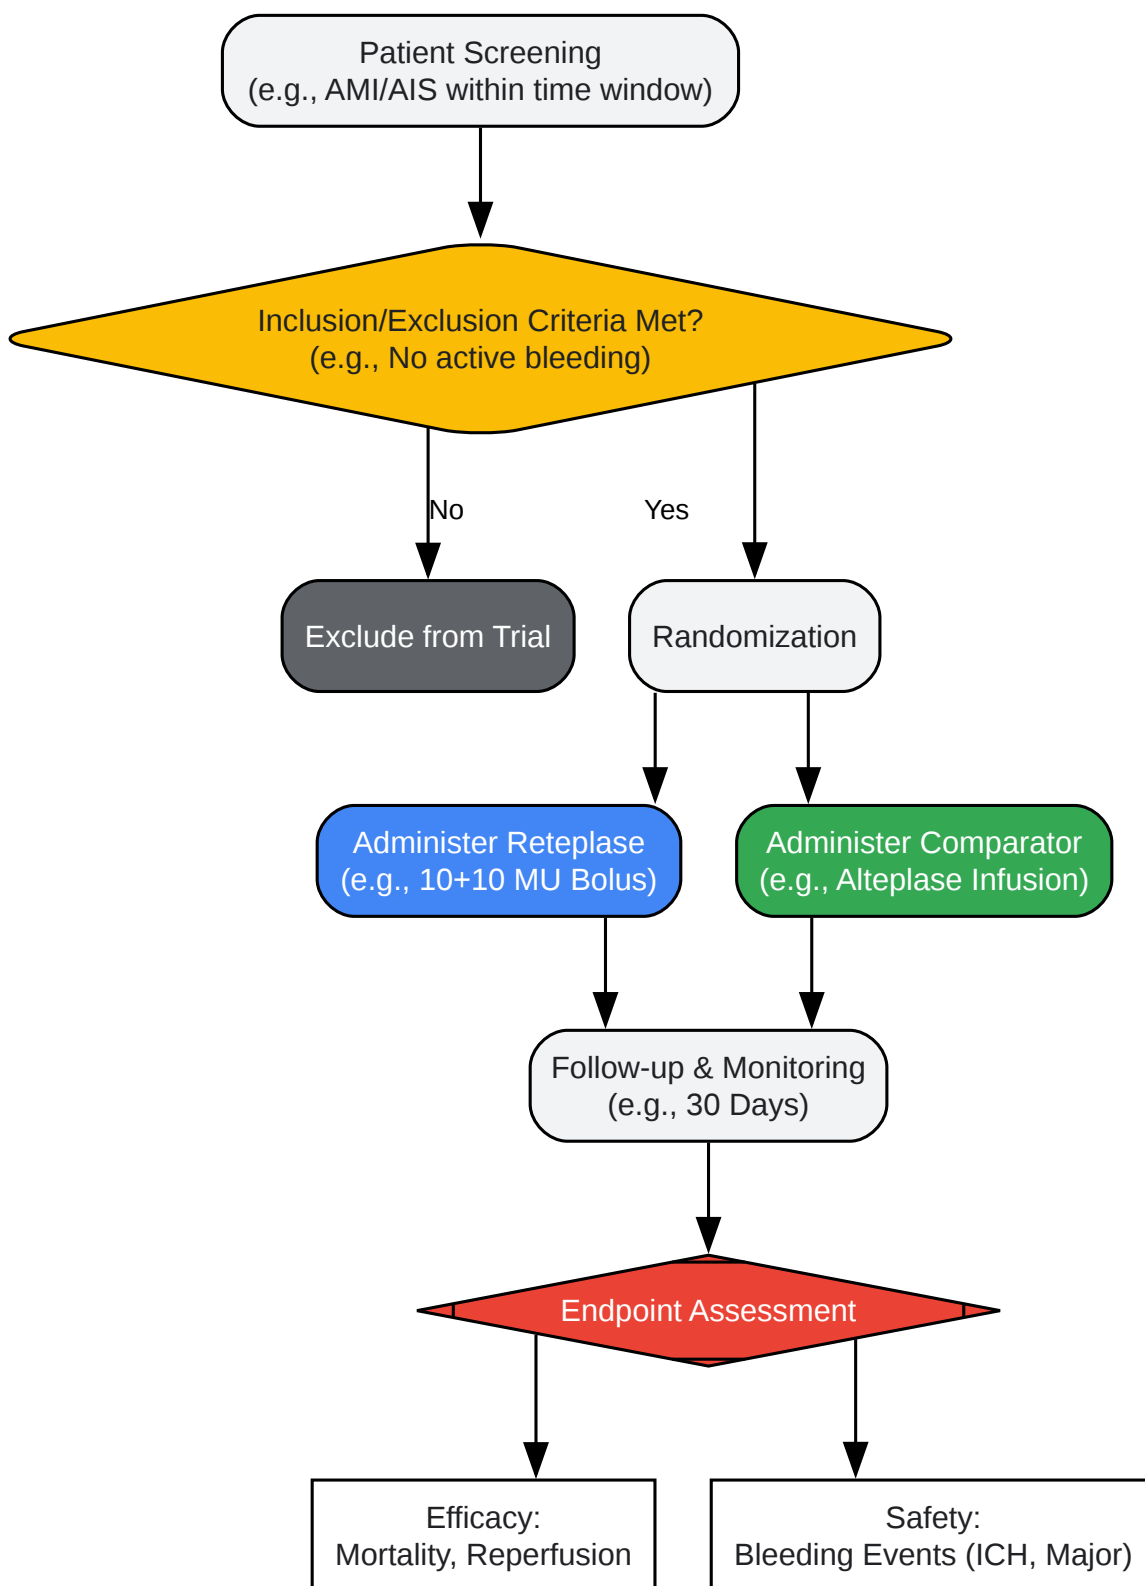 Patient Screening
(e.g., AMI/AIS within time window)
Inclusion/Exclusion Criteria Met?
(e.g., No active bleeding)
No
Yes
Exclude from Trial
Randomization
Administer Reteplase
(e.g., 10+10 MU Bolus)
Administer Comparator
(e.g., Alteplase Infusion)
Follow-up & Monitoring
(e.g., 30 Days)
Endpoint Assessment
Efficacy:
Mortality, Reperfusion
Safety:
Bleeding Events (ICH, Major)